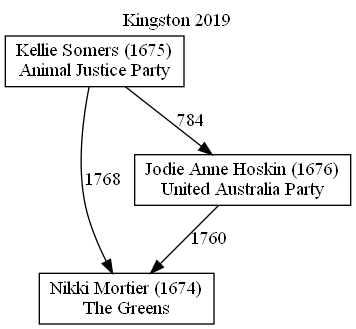 Kingston 2019
Kellie Somers (1675)
Animal Justice Party
784
Jodie Anne Hoskin (1676)
United Australia Party
1768
1760
Nikki Mortier (1674)
The Greens